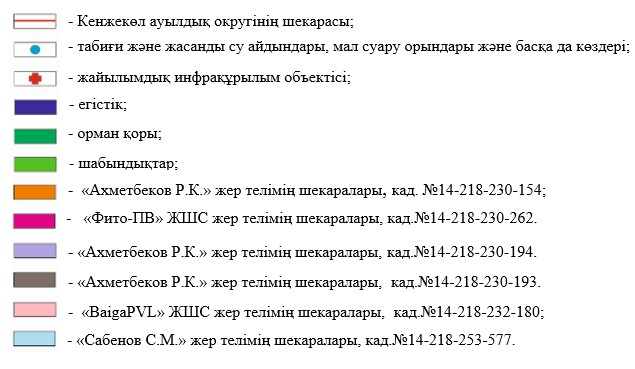 - Кенжекөл ауылдық округінің шекарасы;
- табиғи және жасанды су айдындары, мал суару орындары және басқа да көздері;
- жайылымдық инфрақұрылым объектісі;
- егістік;
- орман қоры;
- шабындықтар;
- «Ахметбеков Р.К.» жер телімің шекаралары, кад. №14-218-230-154;
- «Фито-ПВ» ЖШС жер телімің шекаралары, кад.№14-218-230-262.
- «Ахметбеков Р.К.» жер телімің шекаралары, кад.№14-218-230-194.
- «Ахметбеков Р.К.» жер телімің шекаралары, кад.№14-218-230-193.
- «BaigaPVL» ЖШС жер телімің шекаралары, кад.№14-218-232-180;
- «Сабенов С.М.» жер телімің шекаралары, кад.№14-218-253-577.